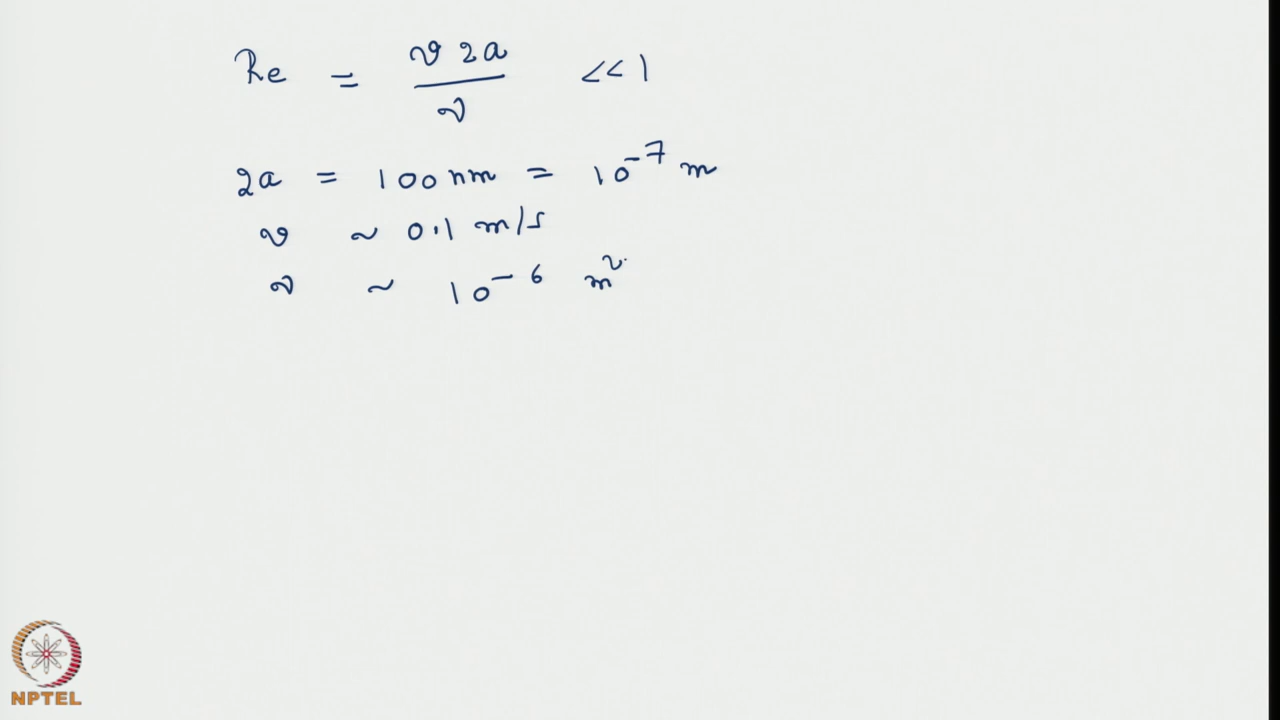 Re = v 2a / ν << 1
2a = 100 nm = 10⁻⁷ m
v ~ 0.1 m/s
ν ~ 10⁻⁶ m²
NPTEL